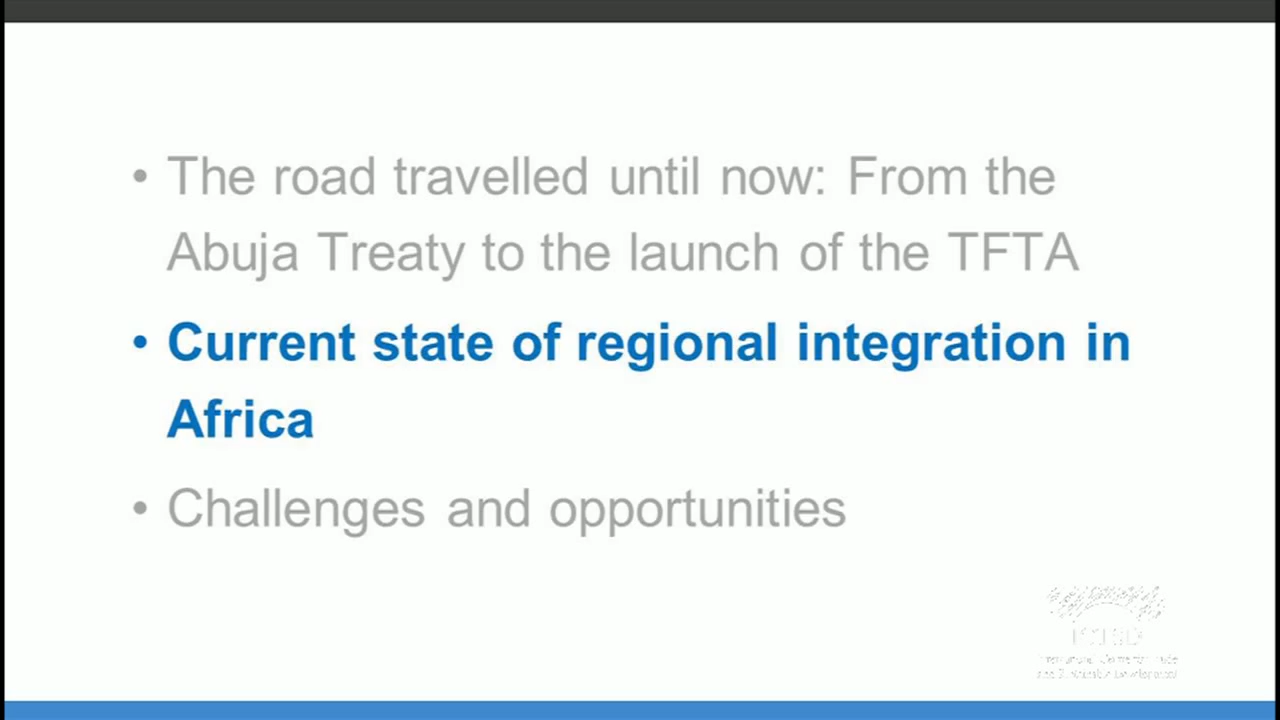 • The road travelled until now: From the
Abuja Treaty to the launch of the TFTA
• Current state of regional integration in
Africa
• Challenges and opportunities
ICTSD